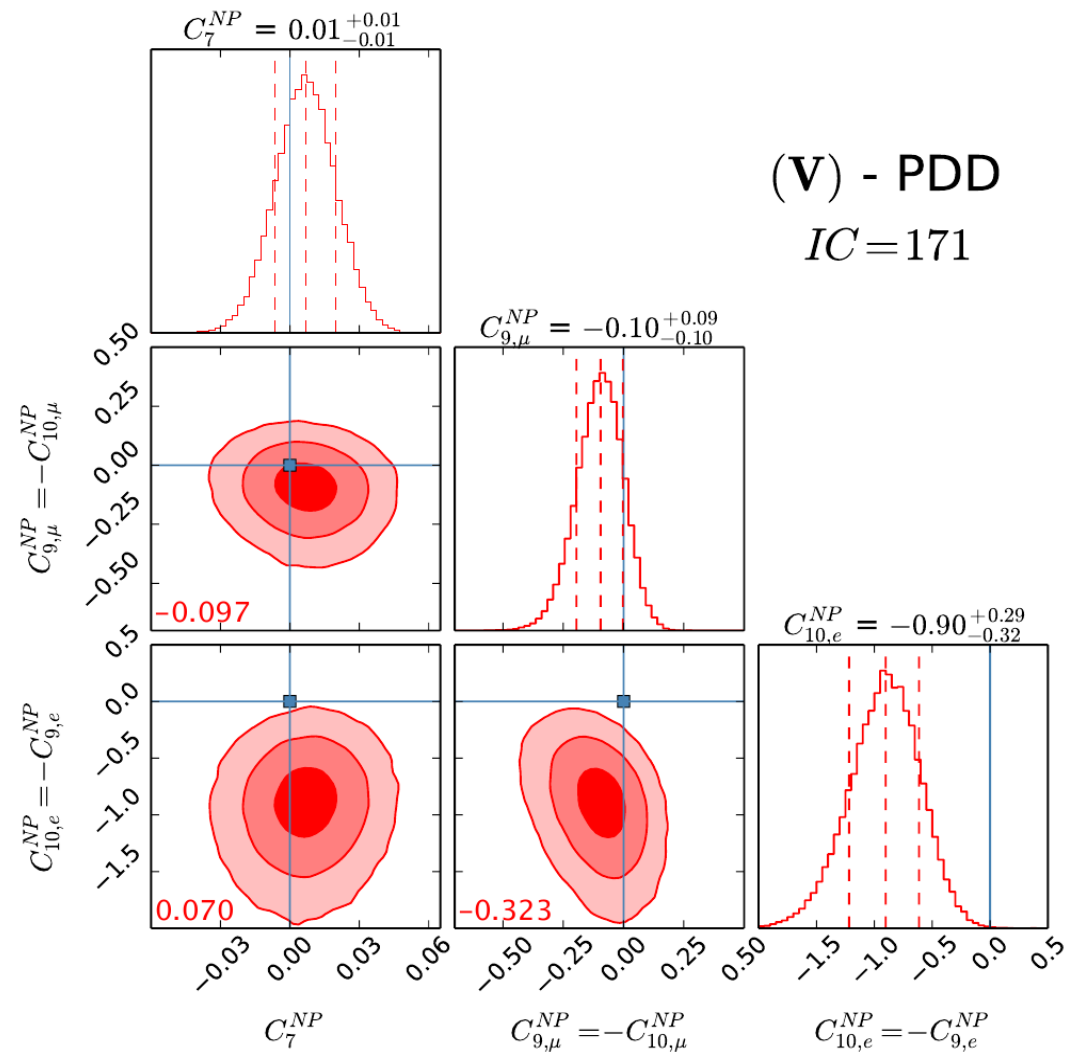 C_7^{NP} = 0.01^{+0.01}_{-0.01}
(V) - PDD
IC = 171
0.50
0.25
0.00
−0.25
−0.50
C_{9,μ}^{NP} = −C_{10,μ}^{NP}
−0.097
C_{9,μ}^{NP} = −0.10^{+0.09}_{-0.10}
0.5
0.0
−0.5
−1.0
−1.5
C_{10,e}^{NP} = −C_{9,e}^{NP}
0.070
−0.323
C_{10,e}^{NP} = −0.90^{+0.29}_{-0.32}
−0.03 0.00 0.03 0.06
−0.50 −0.25 0.00 0.25 0.50
−1.5 −1.0 −0.5 0.0 0.5
C_7^{NP}
C_{9,μ}^{NP} = −C_{10,μ}^{NP}
C_{10,e}^{NP} = −C_{9,e}^{NP}